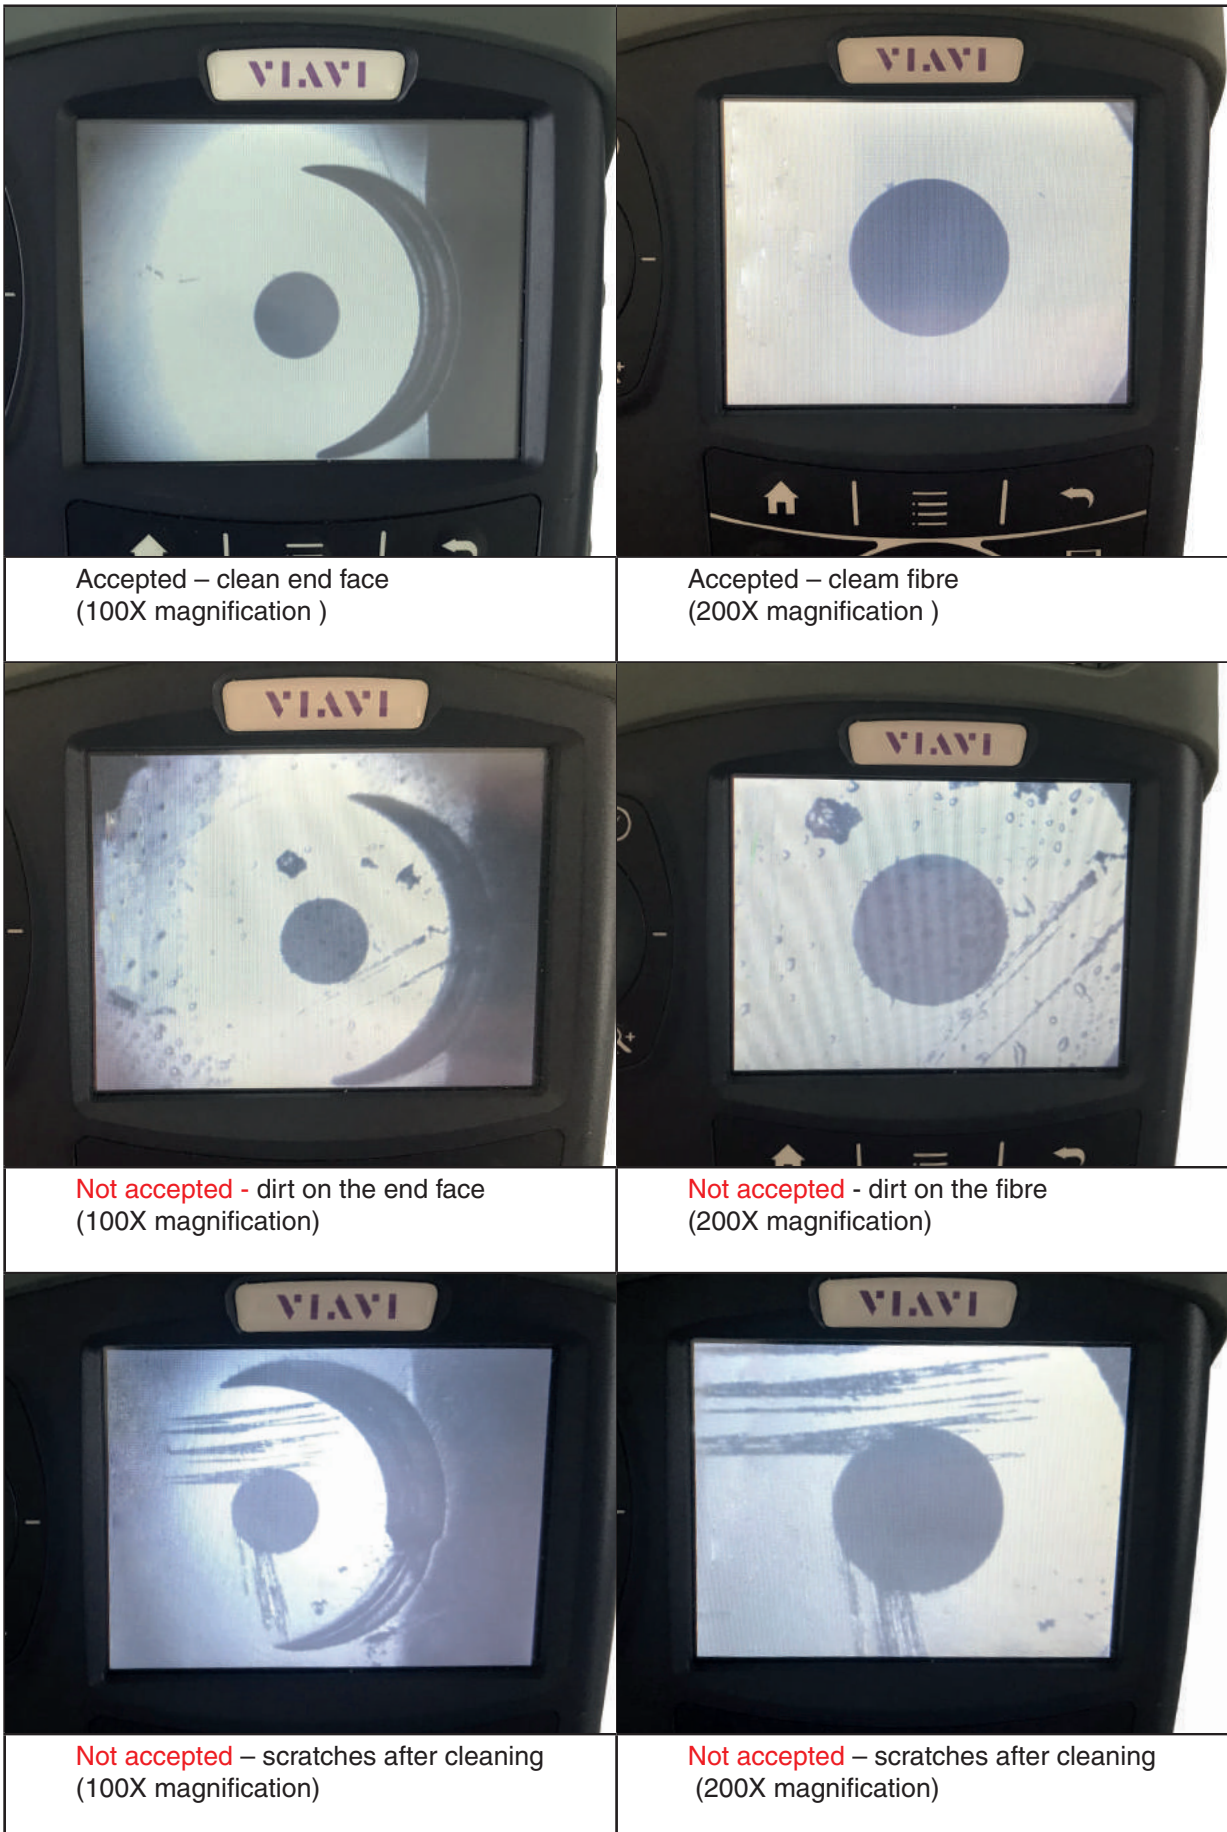 VIAVI
VIAVI
Accepted – clean end face
(100X magnification )
Accepted – cleam fibre
(200X magnification )
VIAVI
VIAVI
Not accepted - dirt on the end face
(100X magnification)
Not accepted - dirt on the fibre
(200X magnification)
VIAVI
VIAVI
Not accepted – scratches after cleaning
(100X magnification)
Not accepted – scratches after cleaning
(200X magnification)